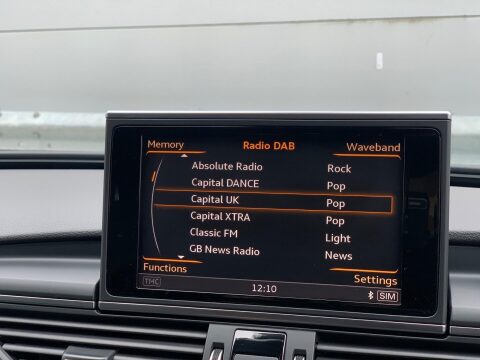 Memory Radio DAB Waveband
Absolute Radio Rock
Capital DANCE Pop
Capital UK Pop
Capital XTRA Pop
Classic FM Light
GB News Radio News
Functions Settings
TMC 12:10 SIM